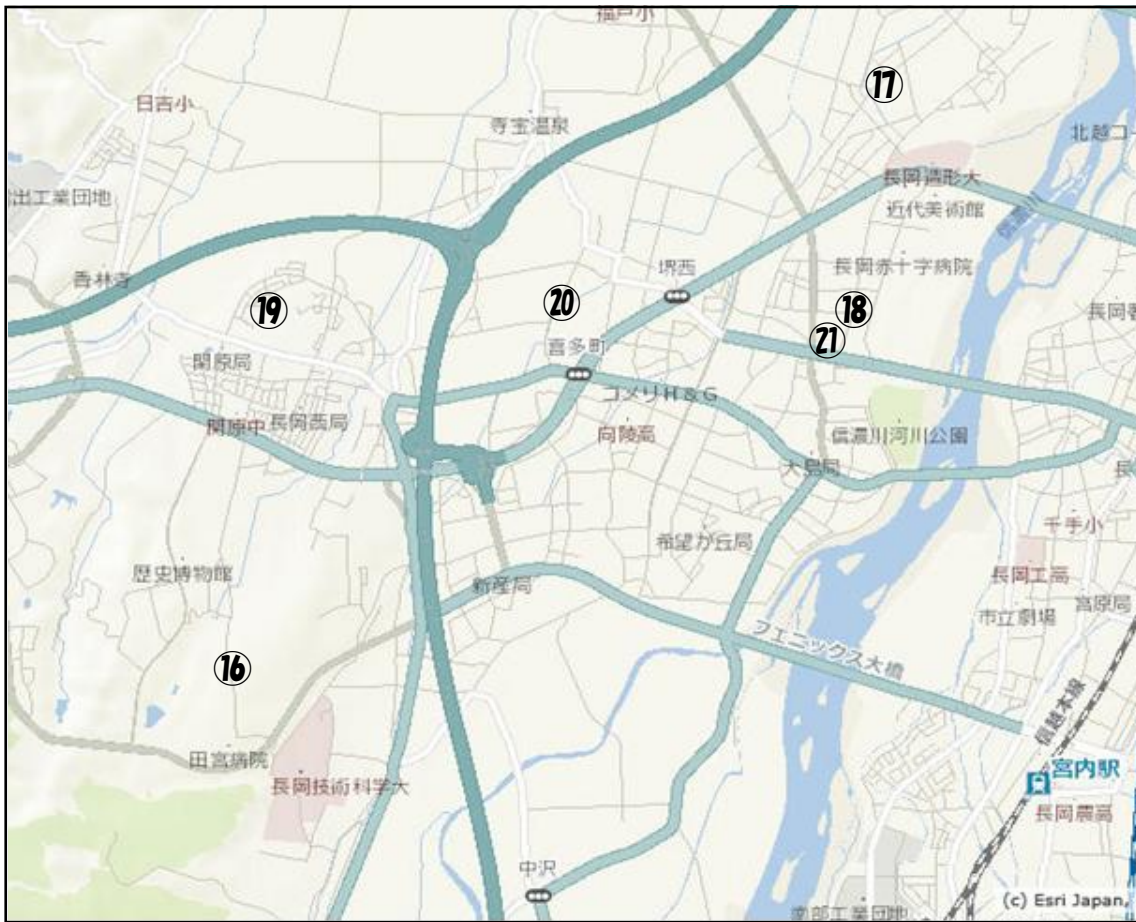 ⑰
日吉小
寺宝温泉
北越コー
出工業団地
長岡造形大
近代美術館
長岡赤十字病院
堺西
香林寺
⑲
⑳
⑱
㉑
喜多町
関原局
コメリH&G
関原中
長岡西局
向陵高
信濃川河川公園
大島局
千手小
希望が丘局
歴史博物館
新産局
長岡工高
宮原局
市立劇場
⑯
フェニックス大橋
信越本線
田宮病院
長岡技術科学大
宮内駅
長岡農高
中沢
南部工業団地
(c) Esri Japan,